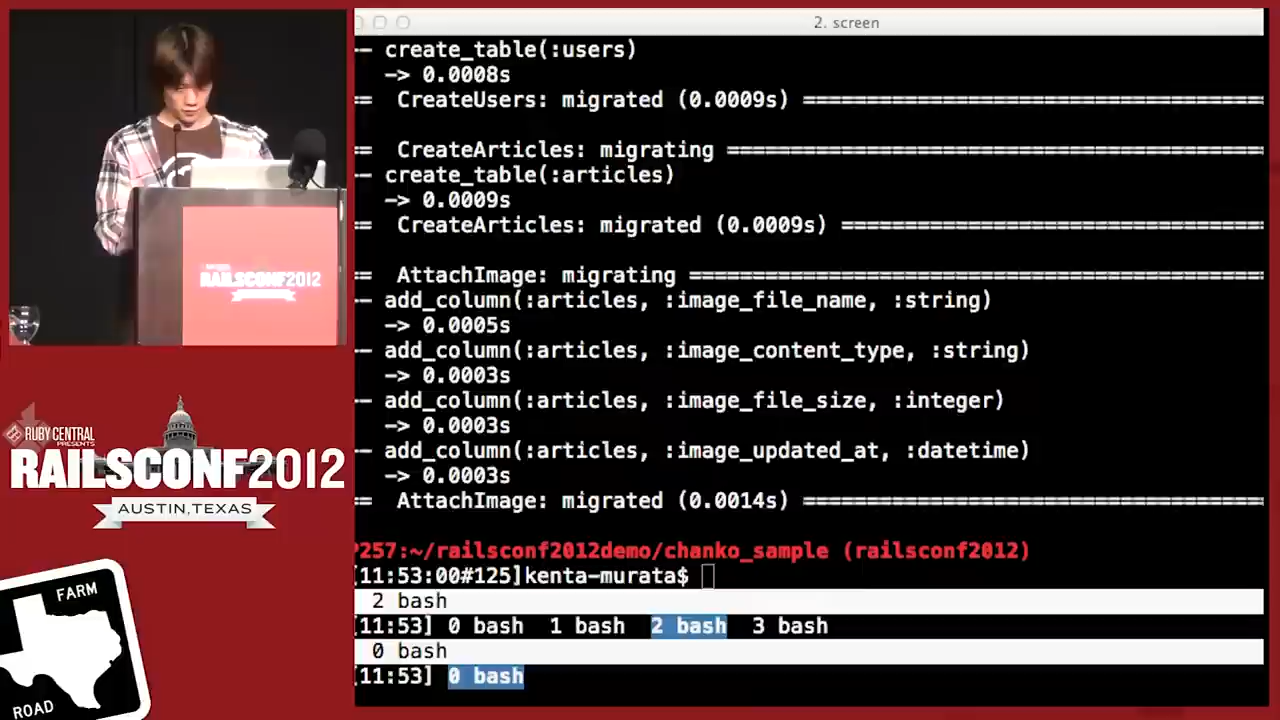 2. screen
create_table(:users)
-> 0.0008s
== CreateUsers: migrated (0.0009s) ====================================
== CreateArticles: migrating ==========================================
-- create_table(:articles)
-> 0.0009s
== CreateArticles: migrated (0.0009s) =================================
== AttachImage: migrating =============================================
-- add_column(:articles, :image_file_name, :string)
-> 0.0005s
-- add_column(:articles, :image_content_type, :string)
-> 0.0003s
-- add_column(:articles, :image_file_size, :integer)
-> 0.0003s
-- add_column(:articles, :image_updated_at, :datetime)
-> 0.0003s
== AttachImage: migrated (0.0014s) ====================================
P257:~/railsconf2012demo/chanko_sample (railsconf2012)
[11:53:00#125]kenta-murata$
2 bash
[11:53] 0 bash 1 bash 2 bash 3 bash
0 bash
[11:53] 0 bash
RAILSCONF2012
RUBY CENTRAL
PRESENTS
RAILSCONF2012
AUSTIN, TEXAS
FARM
ROAD